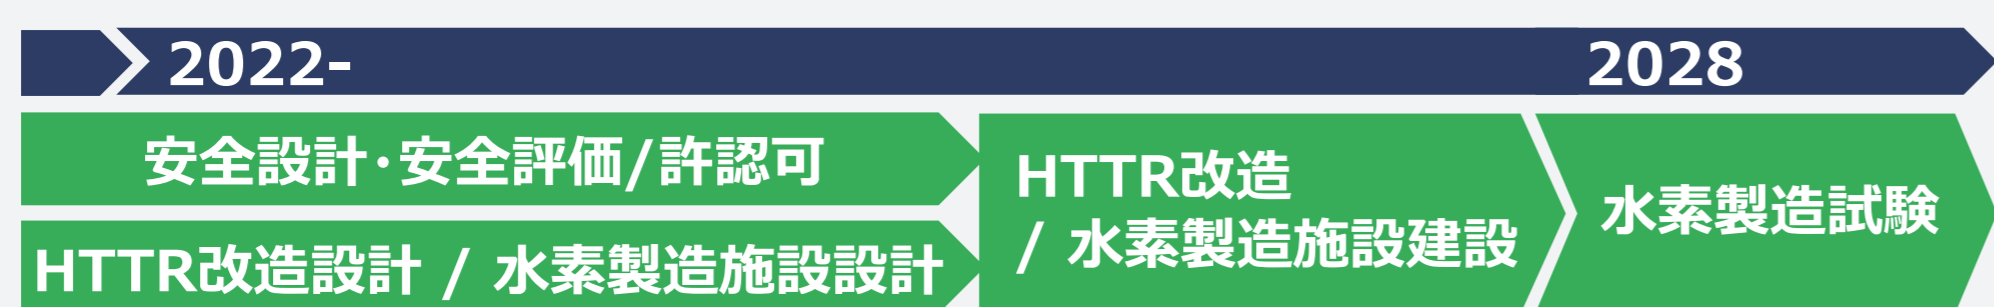 2022-
2028
安全設計･安全評価/許認可
HTTR改造設計 / 水素製造施設設計
HTTR改造
/ 水素製造施設建設
水素製造試験